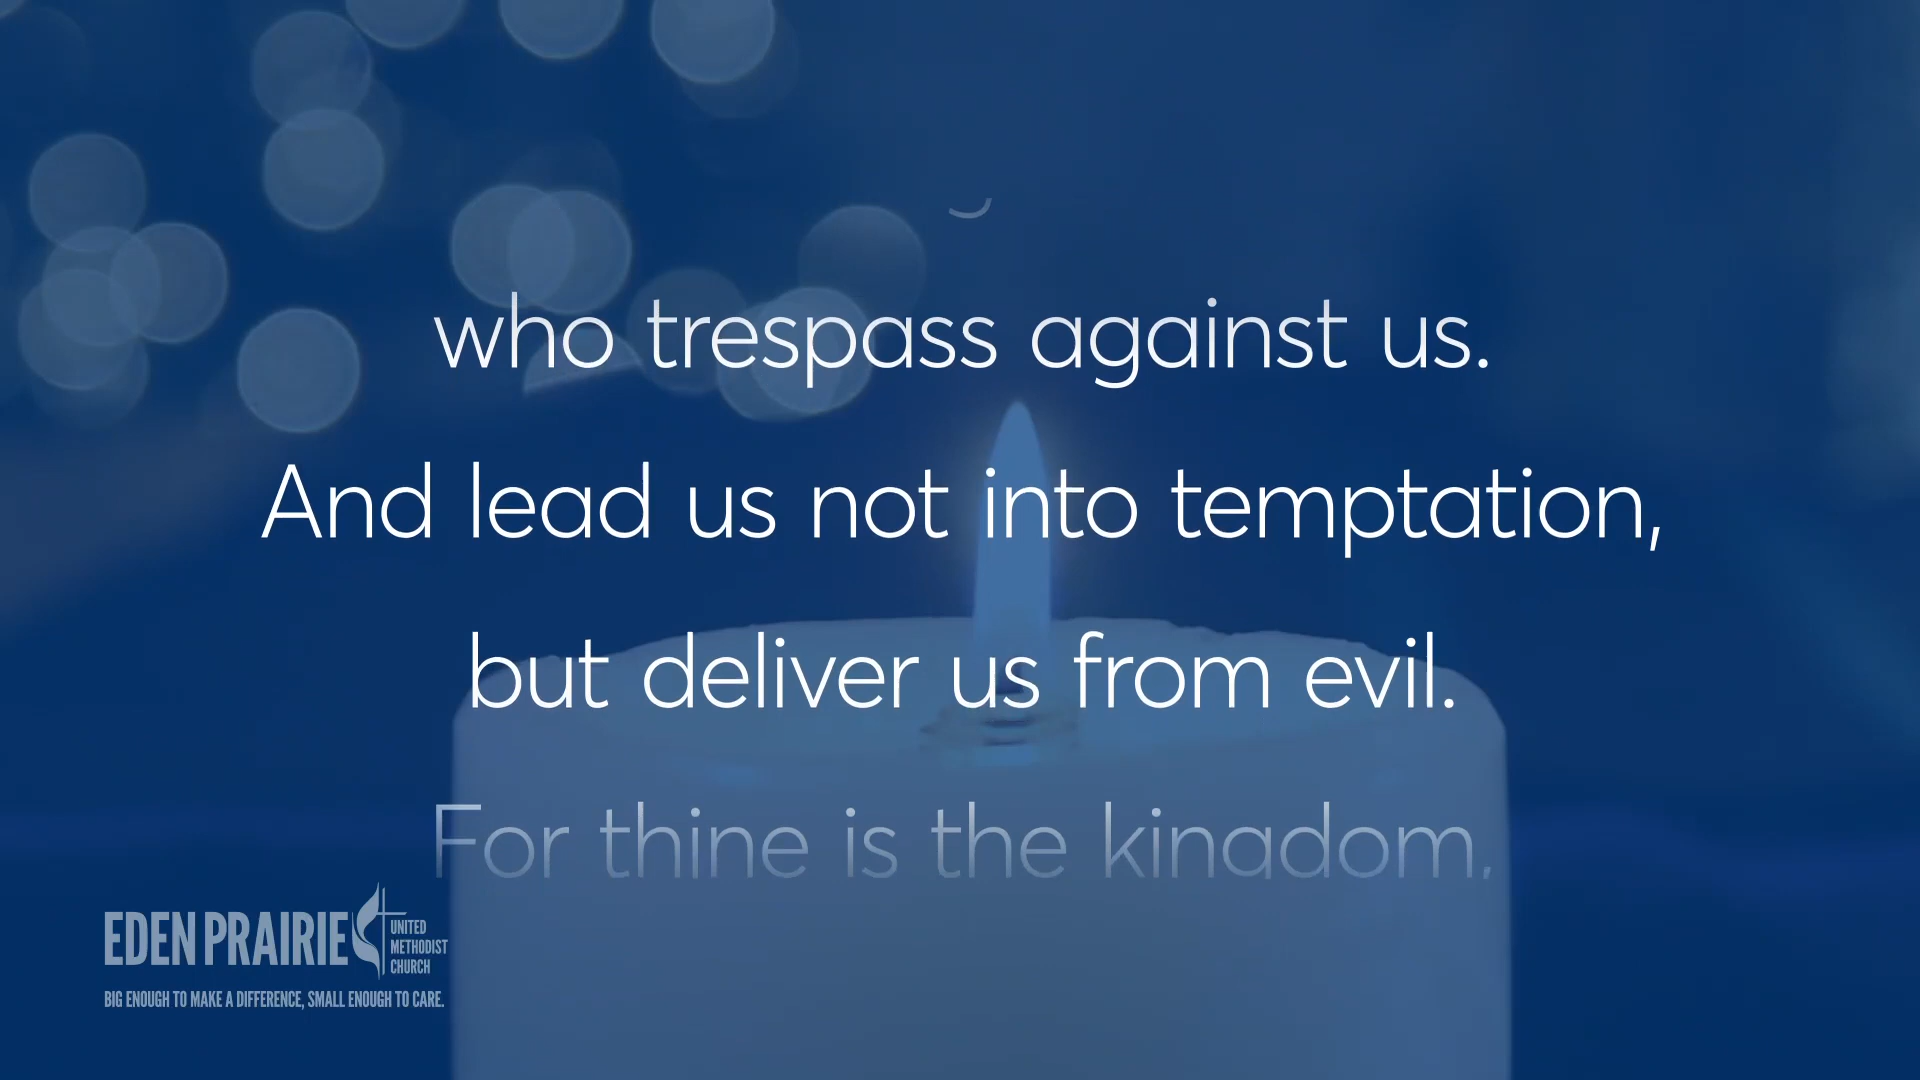 who trespass against us.
And lead us not into temptation,
but deliver us from evil.
For thine is the kingdom,
EDEN PRAIRIE
UNITED
METHODIST
CHURCH
BIG ENOUGH TO MAKE A DIFFERENCE, SMALL ENOUGH TO CARE.